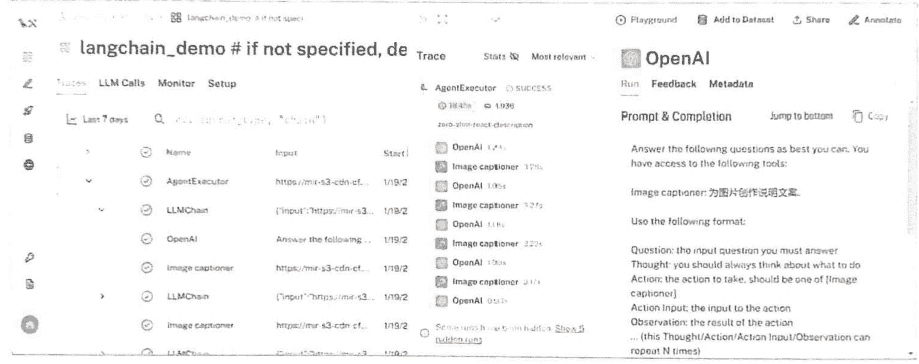 langchain_demo # if not specified, de
Traces LLM Calls Monitor Setup
Last 7 days
Name Input Start
AgentExecutor https://mir-s3-cdn-cf... 1/19/2
LLMChain {"input":"https://mir-s3... 1/19/2
OpenAI Answer the following ... 1/19/2
Image captioner https://mir-s3-cdn-cf... 1/19/2
LLMChain {"input":"https://mir-s3... 1/19/2
Image captioner https://mir-s3-cdn-cf... 1/19/2
LLMChain 1/19/2
Trace Stats Most relevant
AgentExecutor SUCCESS
zero-shot-react-description
OpenAI
Image captioner
OpenAI
Image captioner
OpenAI
Image captioner
OpenAI
Image captioner
OpenAI
Some runs have been hidden. Show 5
hidden runs
Playground Add to Dataset Share Annotate
OpenAI
Run Feedback Metadata
Prompt & Completion Jump to bottom Copy
Answer the following questions as best you can. You
have access to the following tools:
Image captioner: 为图片创作说明文案.
Use the following format:
Question: the input question you must answer
Thought: you should always think about what to do
Action: the action to take, should be one of [Image
captioner]
Action Input: the input to the action
Observation: the result of the action
... (this Thought/Action/Action Input/Observation can
repeat N times)